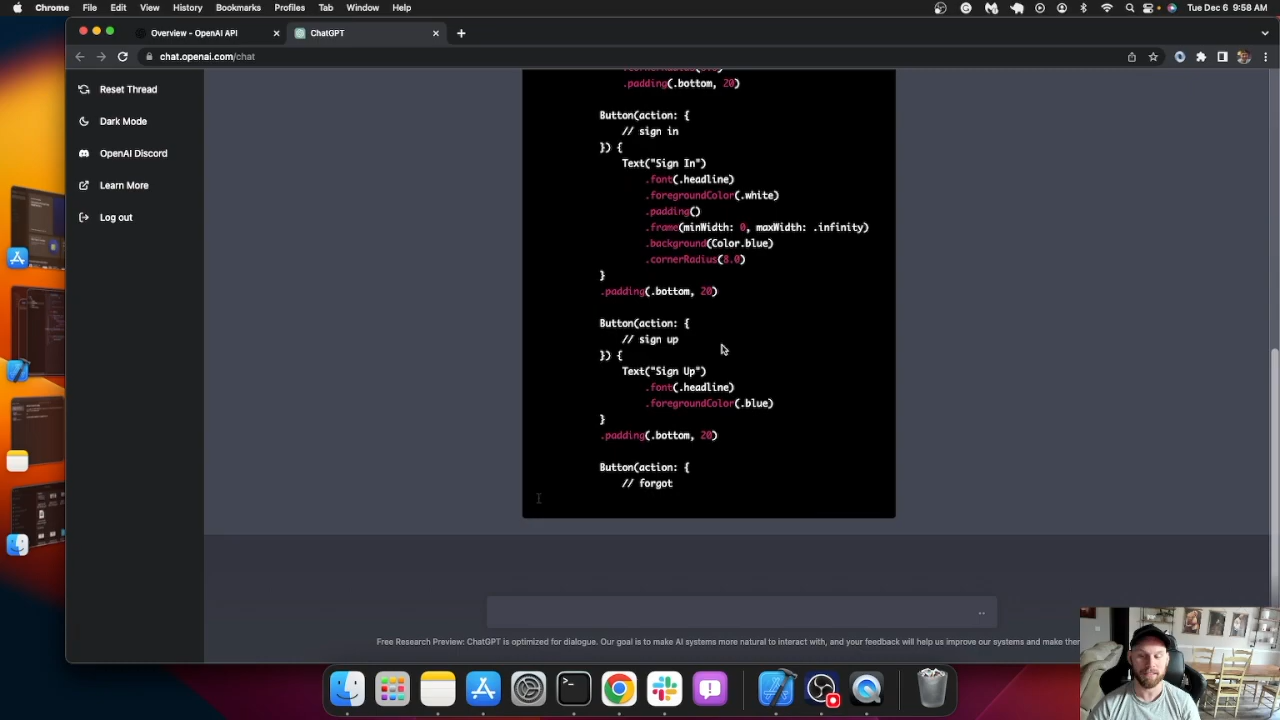 Chrome File Edit View History Bookmarks Profiles Tab Window Help Tue Dec 6 9:58 AM
Overview - OpenAI API ChatGPT
chat.openai.com/chat
Reset Thread
Dark Mode
OpenAI Discord
Learn More
Log out
.padding(.bottom, 20)
Button(action: {
// sign in
}) {
Text("Sign In")
.font(.headline)
.foregroundColor(.white)
.padding()
.frame(minWidth: 0, maxWidth: .infinity)
.background(Color.blue)
.cornerRadius(8.0)
}
.padding(.bottom, 20)
Button(action: {
// sign up
}) {
Text("Sign Up")
.font(.headline)
.foregroundColor(.blue)
}
.padding(.bottom, 20)
Button(action: {
// forgot
Free Research Preview: ChatGPT is optimized for dialogue. Our goal is to make AI systems more natural to interact with, and your feedback will help us improve our systems and make them